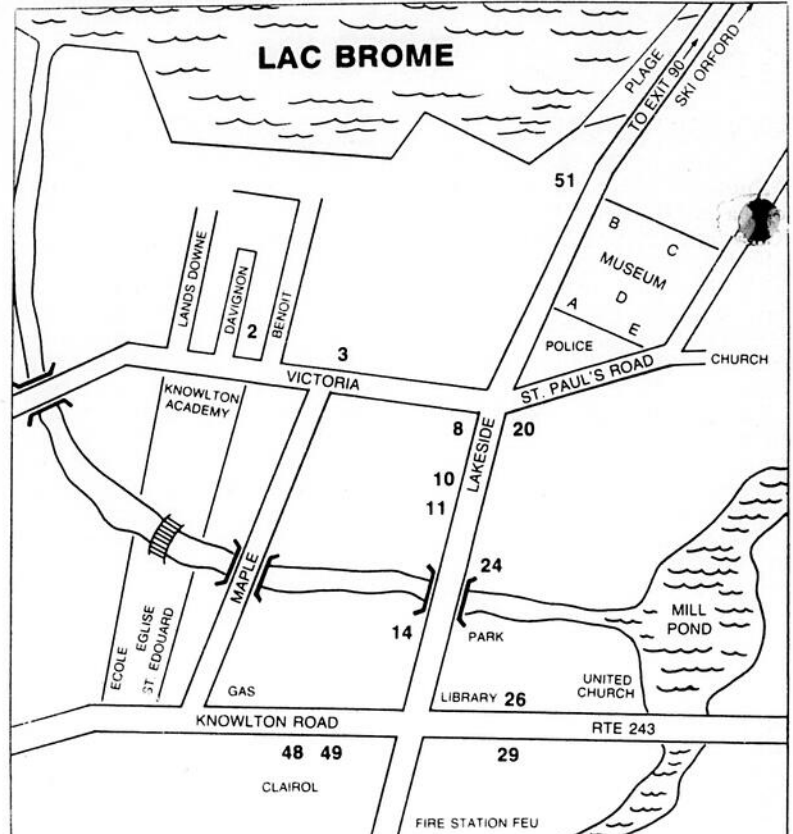 LAC BROME
PLAGE
TO EXIT 90
SKI ORFORD
51
B
C
MUSEUM
D
A
E
POLICE
LANDS DOWNE
DAVIGNON
2
BENOIT
3
VICTORIA
ST. PAUL'S ROAD
CHURCH
KNOWLTON
ACADEMY
8
20
LAKESIDE
10
11
24
MAPLE
MILL
POND
14
PARK
ECOLE
EGLISE
ST. EDOUARD
GAS
LIBRARY 26
UNITED
CHURCH
KNOWLTON ROAD
RTE 243
48 49
29
CLAIROL
FIRE STATION FEU